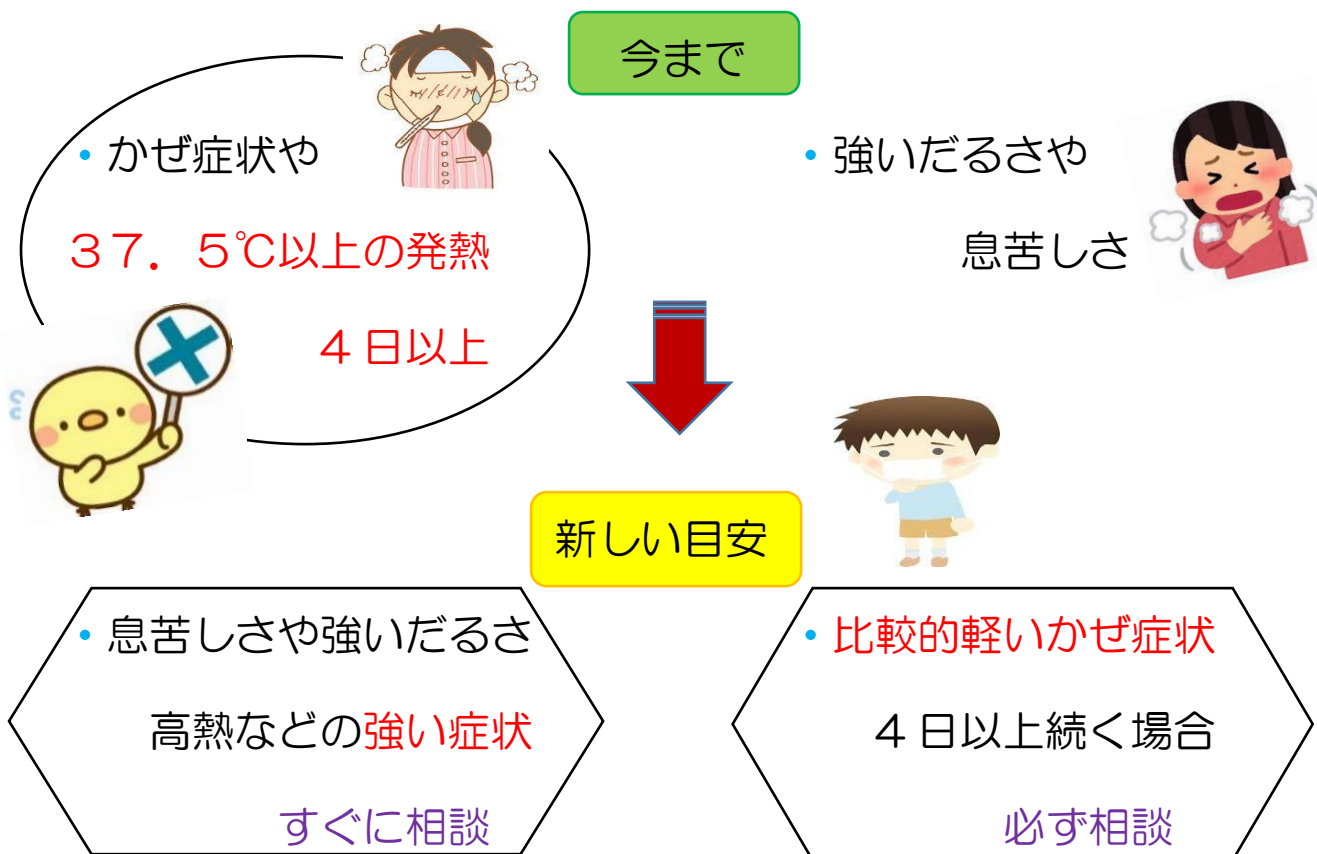 今まで
• かぜ症状や
３７．５℃以上の発熱
４日以上
• 強いだるさや
息苦しさ
新しい目安
• 息苦しさや強いだるさ
高熱などの強い症状
すぐに相談
• 比較的軽いかぜ症状
４日以上続く場合
必ず相談